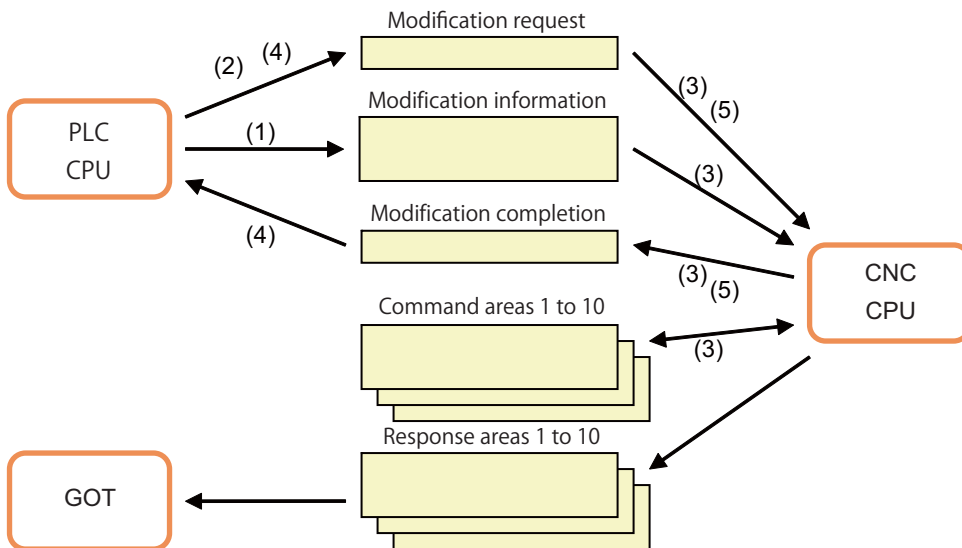 Modification request
(2)
(4)
(3)
(5)
Modification information
PLC
CPU
(1)
(3)
Modification completion
(4)
(3)
(5)
CNC
CPU
Command areas 1 to 10
(3)
Response areas 1 to 10
GOT